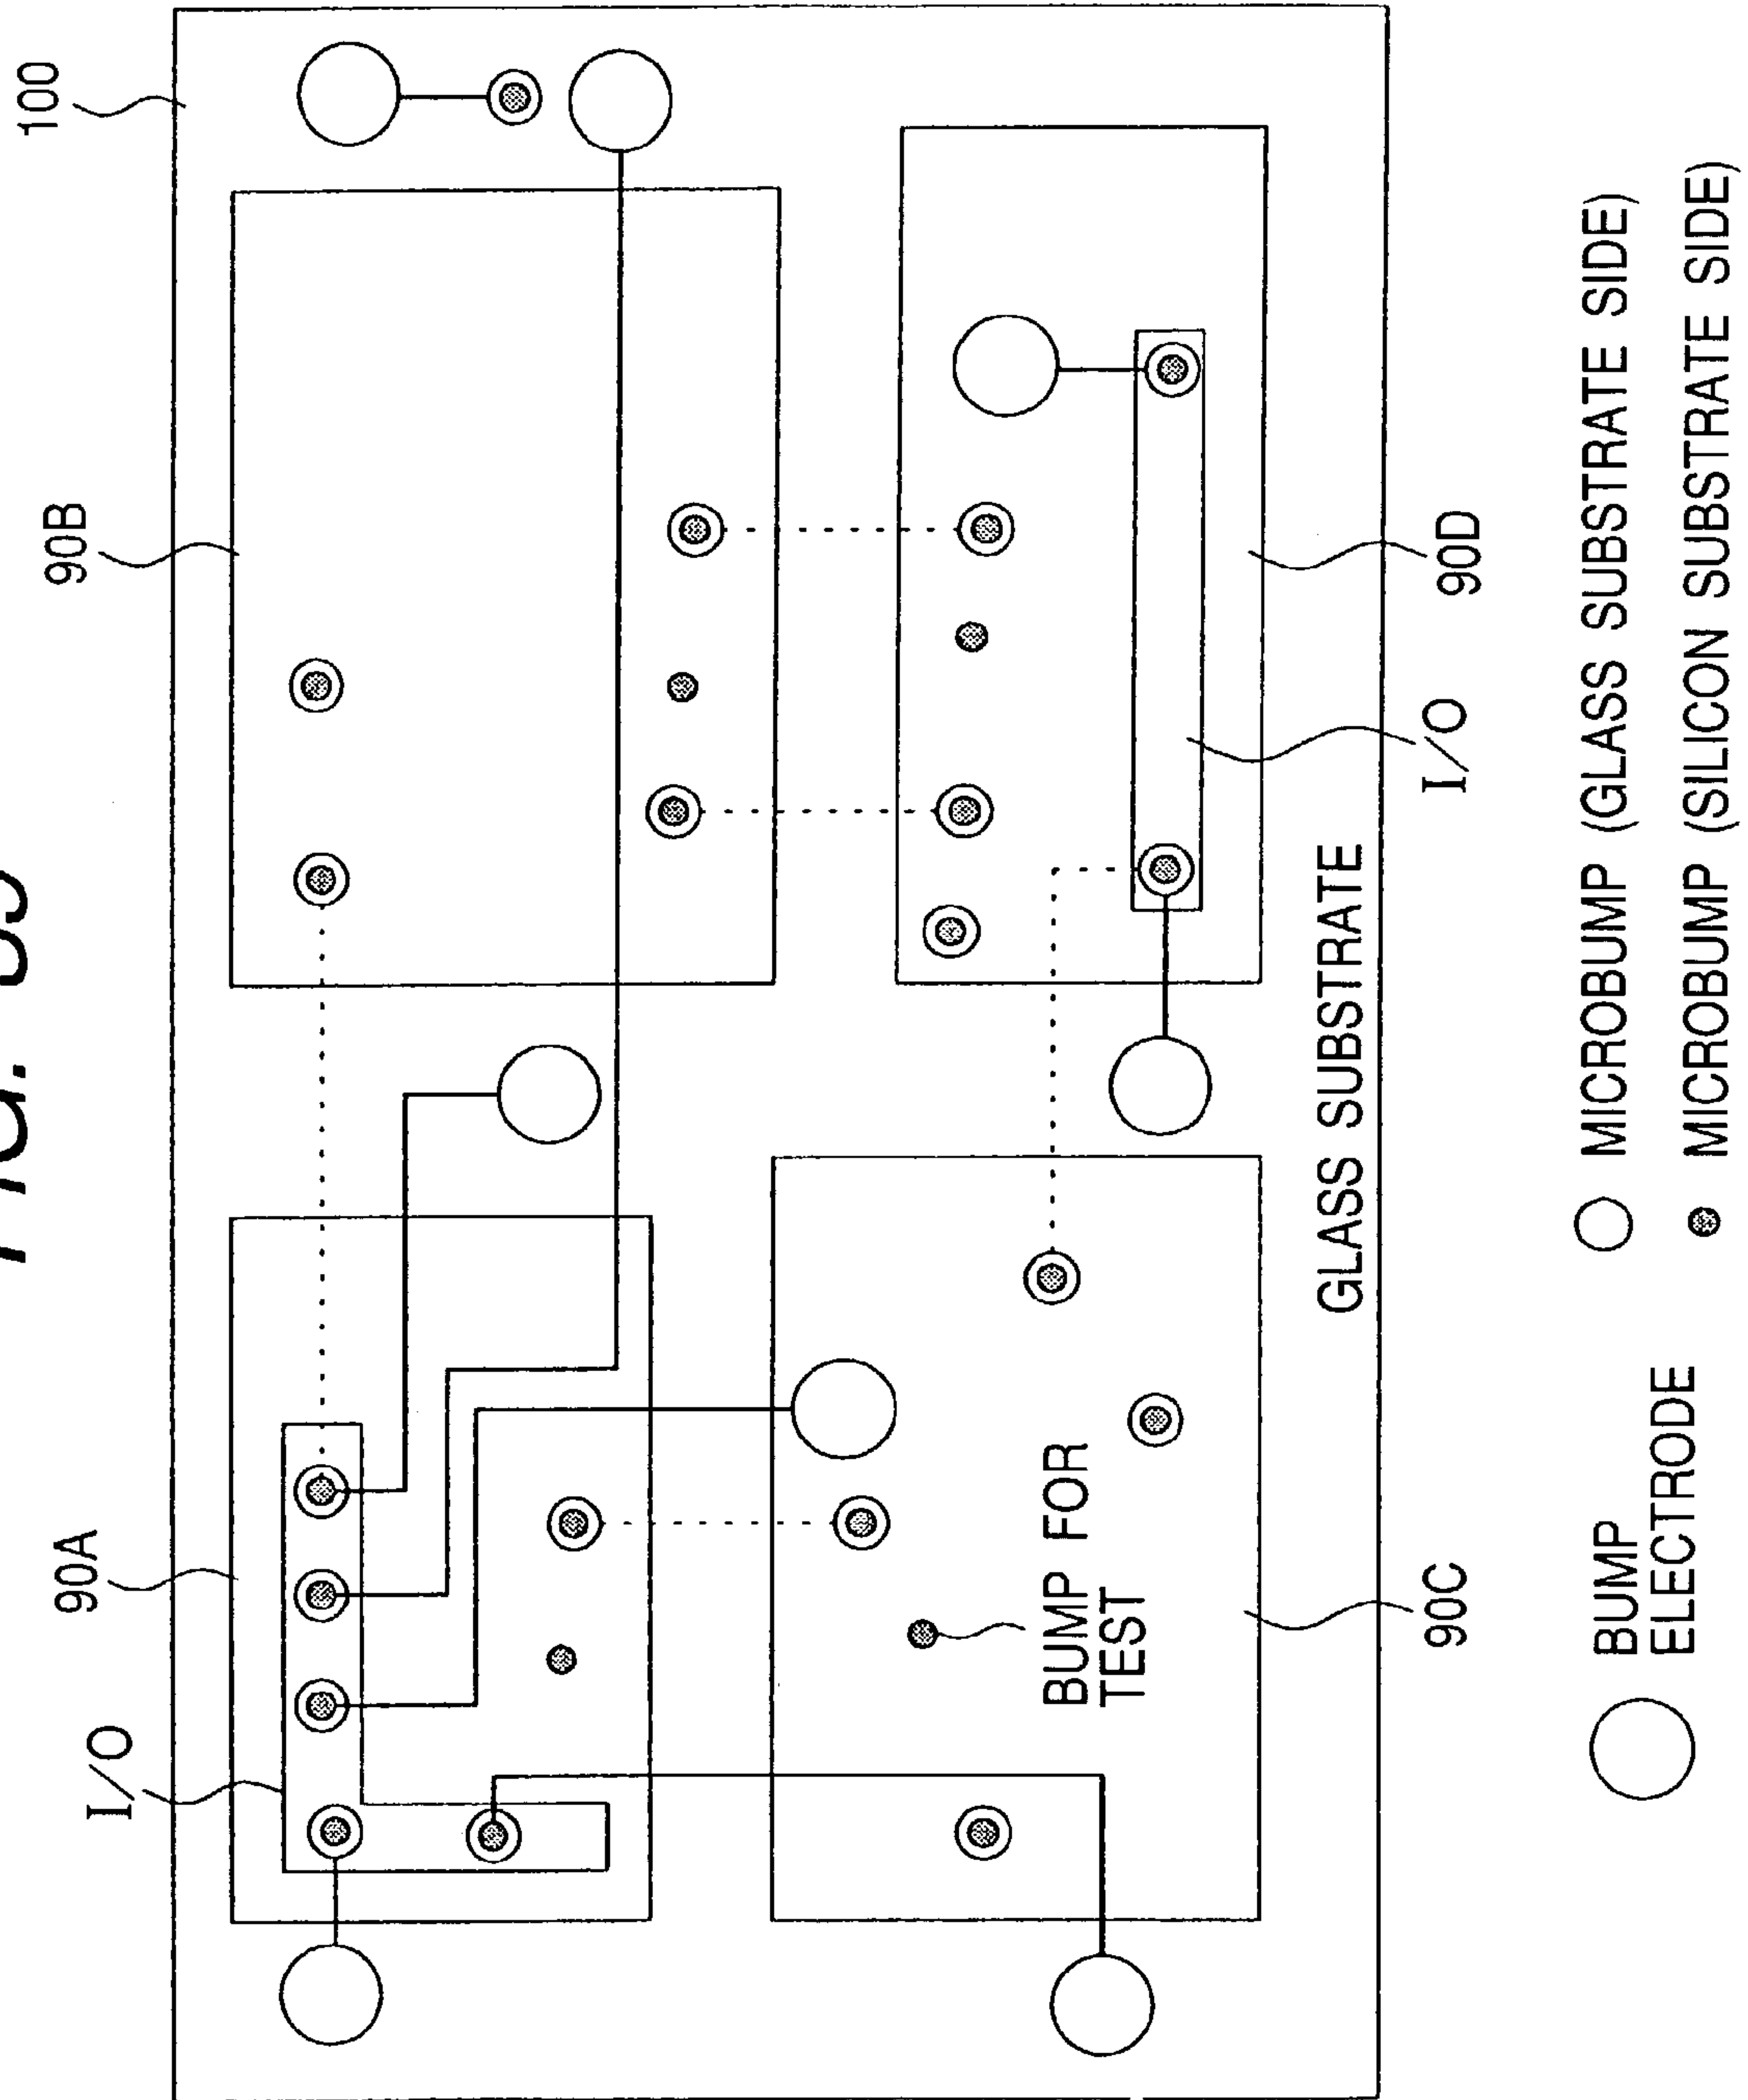 FIG.
I/O
90A
90B
100
BUMP FOR
TEST
GLASS SUBSTRATE
90C
I/O
90D
BUMP
ELECTRODE
MICROBUMP (GLASS SUBSTRATE SIDE)
MICROBUMP (SILICON SUBSTRATE SIDE)